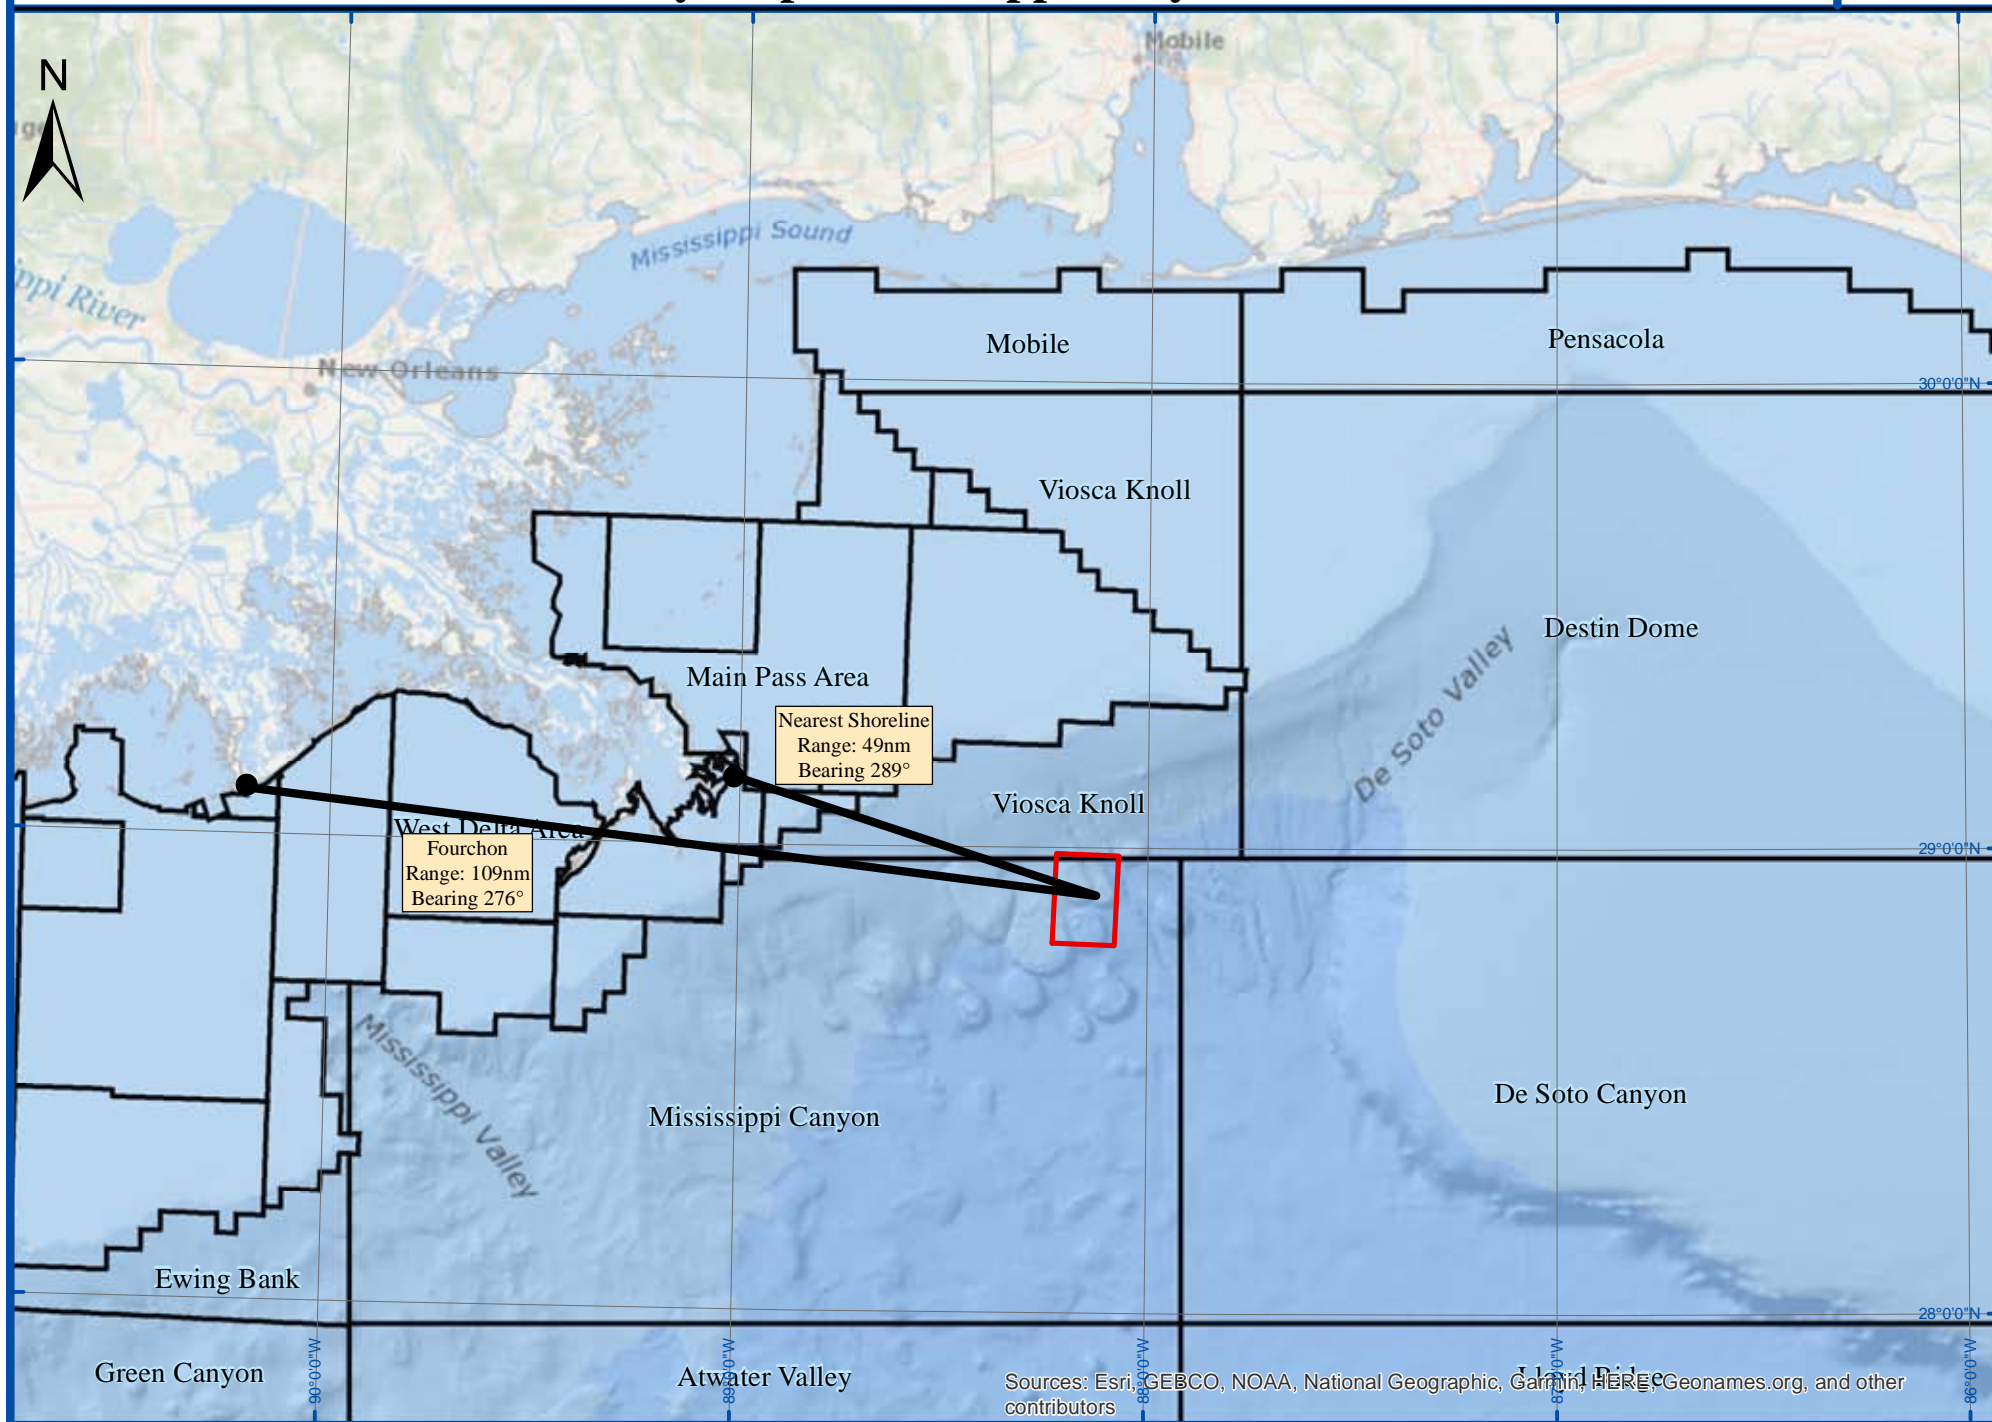 Mobile
N
Mississippi Sound
ippi River
New Orleans
Mobile
Pensacola
30°0'0"N
Viosca Knoll
Destin Dome
De Soto Valley
Main Pass Area
Nearest Shoreline
Range: 49nm
Bearing 289°
Viosca Knoll
West Delta Area
Fourchon
Range: 109nm
Bearing 276°
29°0'0"N
Mississippi Valley
Mississippi Canyon
De Soto Canyon
Ewing Bank
28°0'0"N
90°0'0"W
89°0'0"W
88°0'0"W
87°0'0"W
86°0'0"W
Green Canyon
Atwater Valley
Lloyd Ridge
Sources: Esri, GEBCO, NOAA, National Geographic, Garmin, HERE, Geonames.org, and other
contributors